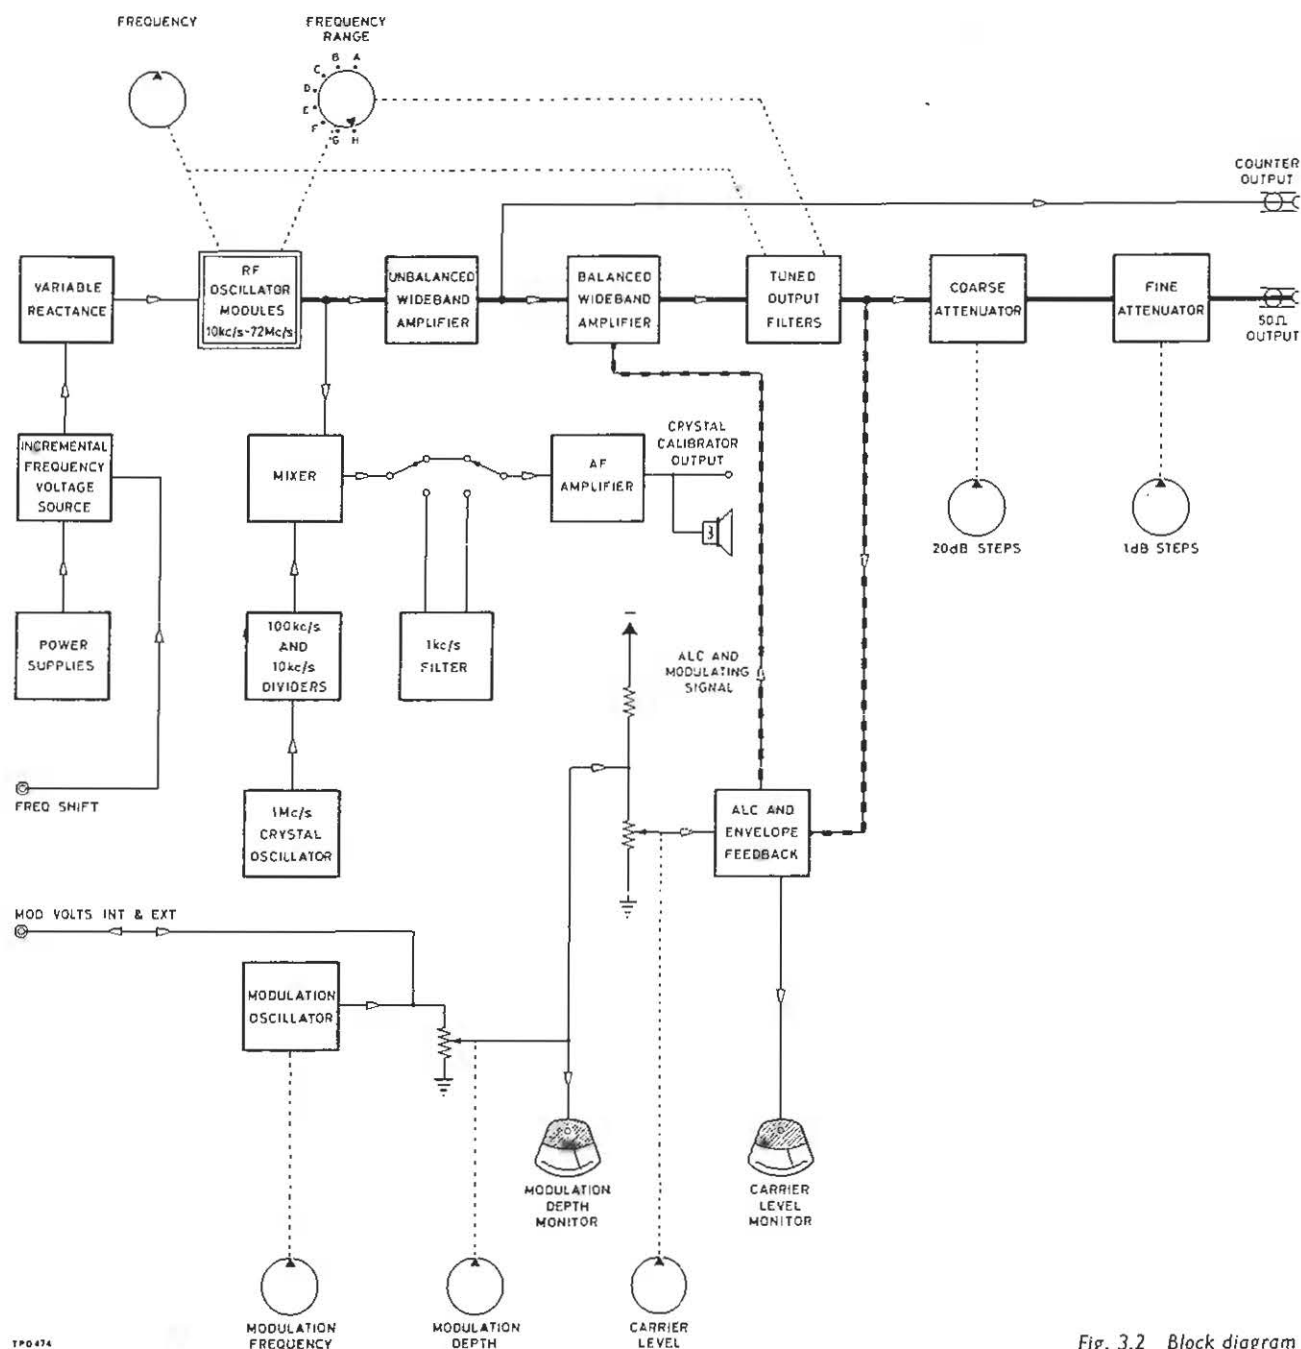 FREQUENCY
FREQUENCY
RANGE
A
B
C
D
E
F
G
H
COUNTER
OUTPUT
VARIABLE
REACTANCE
RF
OSCILLATOR
MODULES
10kc/s-72Mc/s
UNBALANCED
WIDEBAND
AMPLIFIER
BALANCED
WIDEBAND
AMPLIFIER
TUNED
OUTPUT
FILTERS
COARSE
ATTENUATOR
FINE
ATTENUATOR
50Ω
OUTPUT
INCREMENTAL
FREQUENCY
VOLTAGE
SOURCE
MIXER
AF
AMPLIFIER
CRYSTAL
CALIBRATOR
OUTPUT
20dB STEPS
1dB STEPS
POWER
SUPPLIES
100kc/s
AND
10kc/s
DIVIDERS
1kc/s
FILTER
ALC AND
MODULATING
SIGNAL
FREQ SHIFT
1Mc/s
CRYSTAL
OSCILLATOR
ALC AND
ENVELOPE
FEEDBACK
MOD VOLTS INT & EXT
MODULATION
OSCILLATOR
MODULATION
DEPTH
MONITOR
CARRIER
LEVEL
MONITOR
MODULATION
FREQUENCY
MODULATION
DEPTH
CARRIER
LEVEL
TPD474
Fig. 3.2 Block diagram